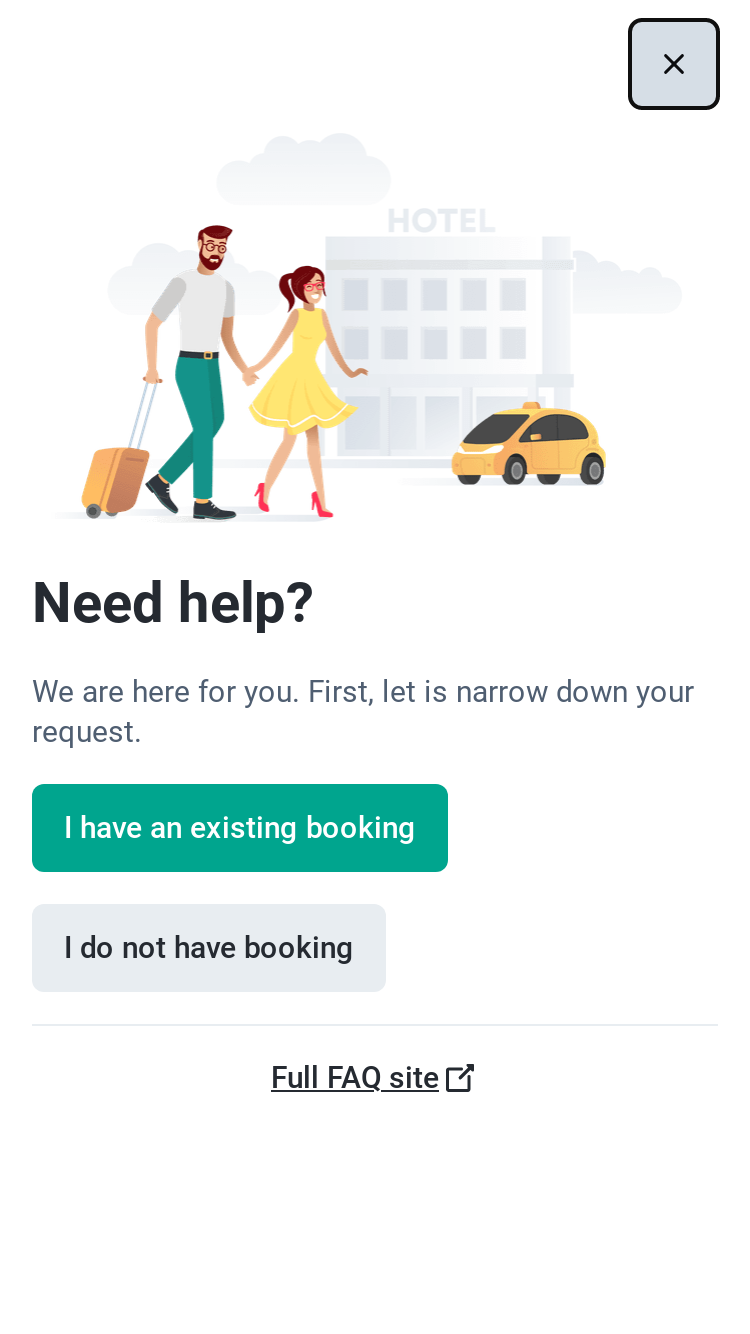 HOTEL
Need help?
We are here for you. First, let is narrow down your
request.
I have an existing booking
I do not have booking
Full FAQ site